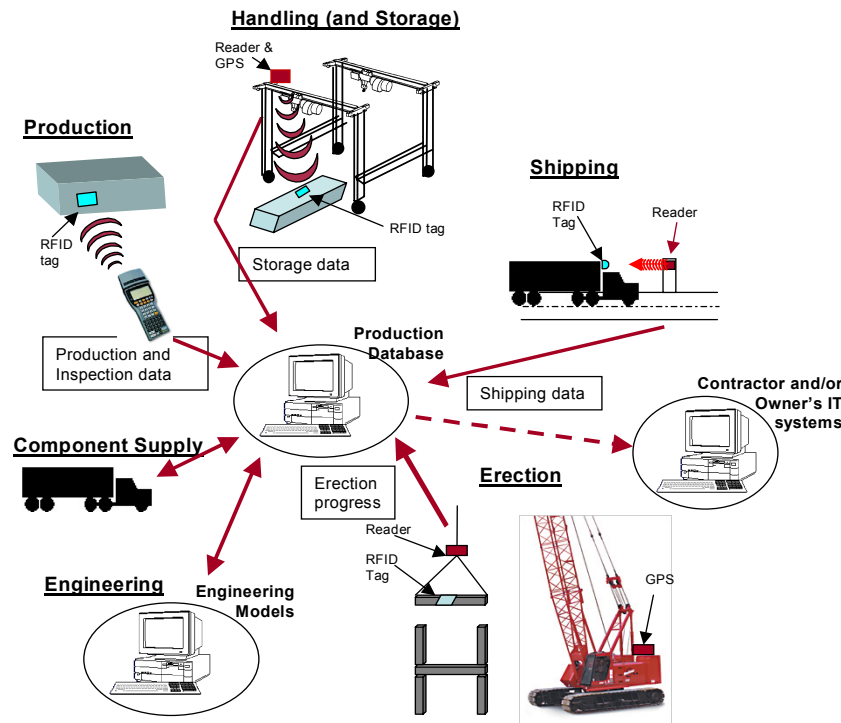 Handling (and Storage)
Reader &
GPS
Production
RFID
tag
RFID tag
Storage data
Shipping
RFID
Tag
Reader
Production
Database
Production and
Inspection data
Shipping data
Contractor and/or
Owner's IT
systems
Component Supply
Erection
progress
Erection
Reader
RFID
Tag
GPS
Engineering
Engineering
Models